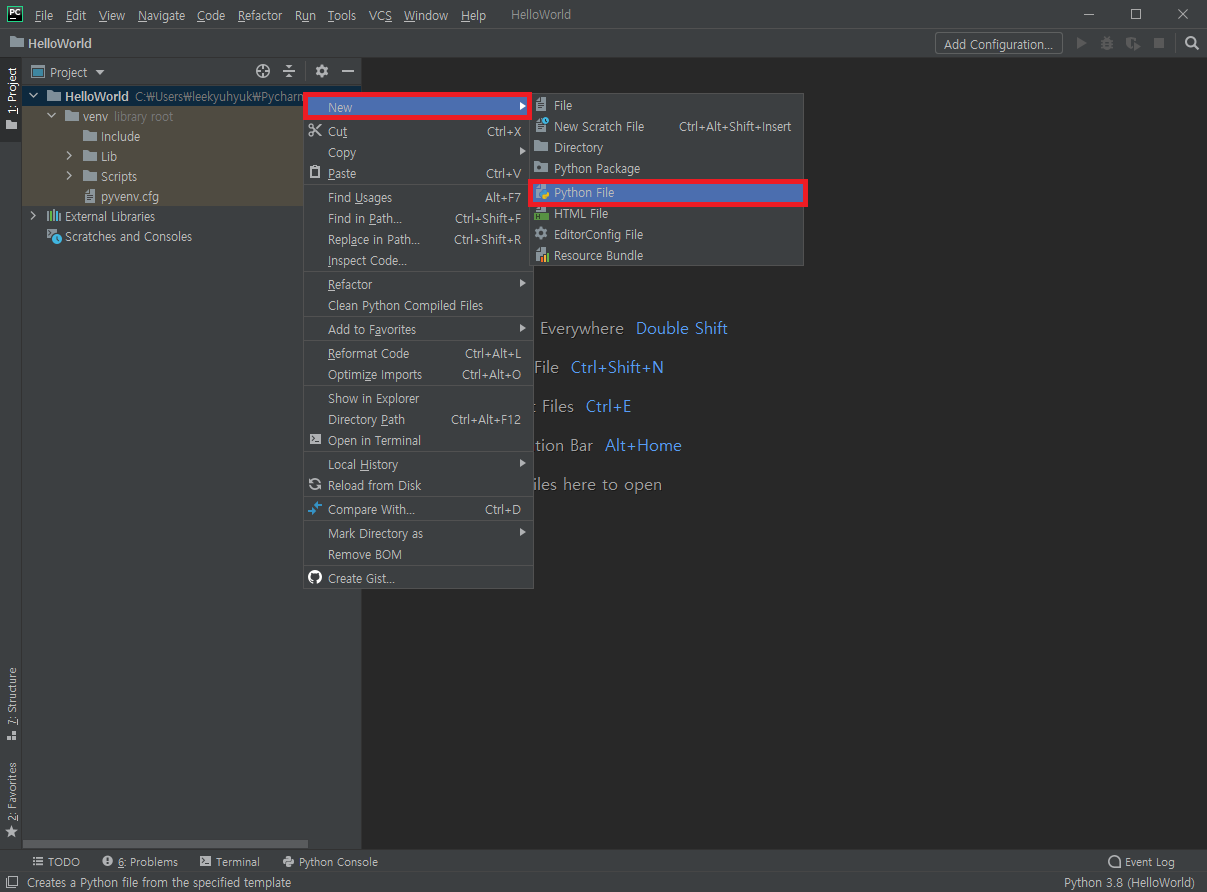 PC File Edit View Navigate Code Refactor Run Tools VCS Window Help HelloWorld
HelloWorld Add Configuration...
1: Project
Project
HelloWorld C:₩Users₩leekyuhyuk₩Pycharm
venv library root
Include
Lib
Scripts
pyvenv.cfg
External Libraries
Scratches and Consoles
New
Cut Ctrl+X
Copy
Paste Ctrl+V
Find Usages Alt+F7
Find in Path... Ctrl+Shift+F
Replace in Path... Ctrl+Shift+R
Inspect Code...
Refactor
Clean Python Compiled Files
Add to Favorites
Reformat Code Ctrl+Alt+L
Optimize Imports Ctrl+Alt+O
Show in Explorer
Directory Path Ctrl+Alt+F12
Open in Terminal
Local History
Reload from Disk
Compare With... Ctrl+D
Mark Directory as
Remove BOM
Create Gist...
File
New Scratch File Ctrl+Alt+Shift+Insert
Directory
Python Package
Python File
HTML File
EditorConfig File
Resource Bundle
Everywhere Double Shift
File Ctrl+Shift+N
t Files Ctrl+E
tion Bar Alt+Home
iles here to open
7: Structure
2: Favorites
TODO 6: Problems Terminal Python Console Event Log
Creates a Python file from the specified template Python 3.8 (HelloWorld)